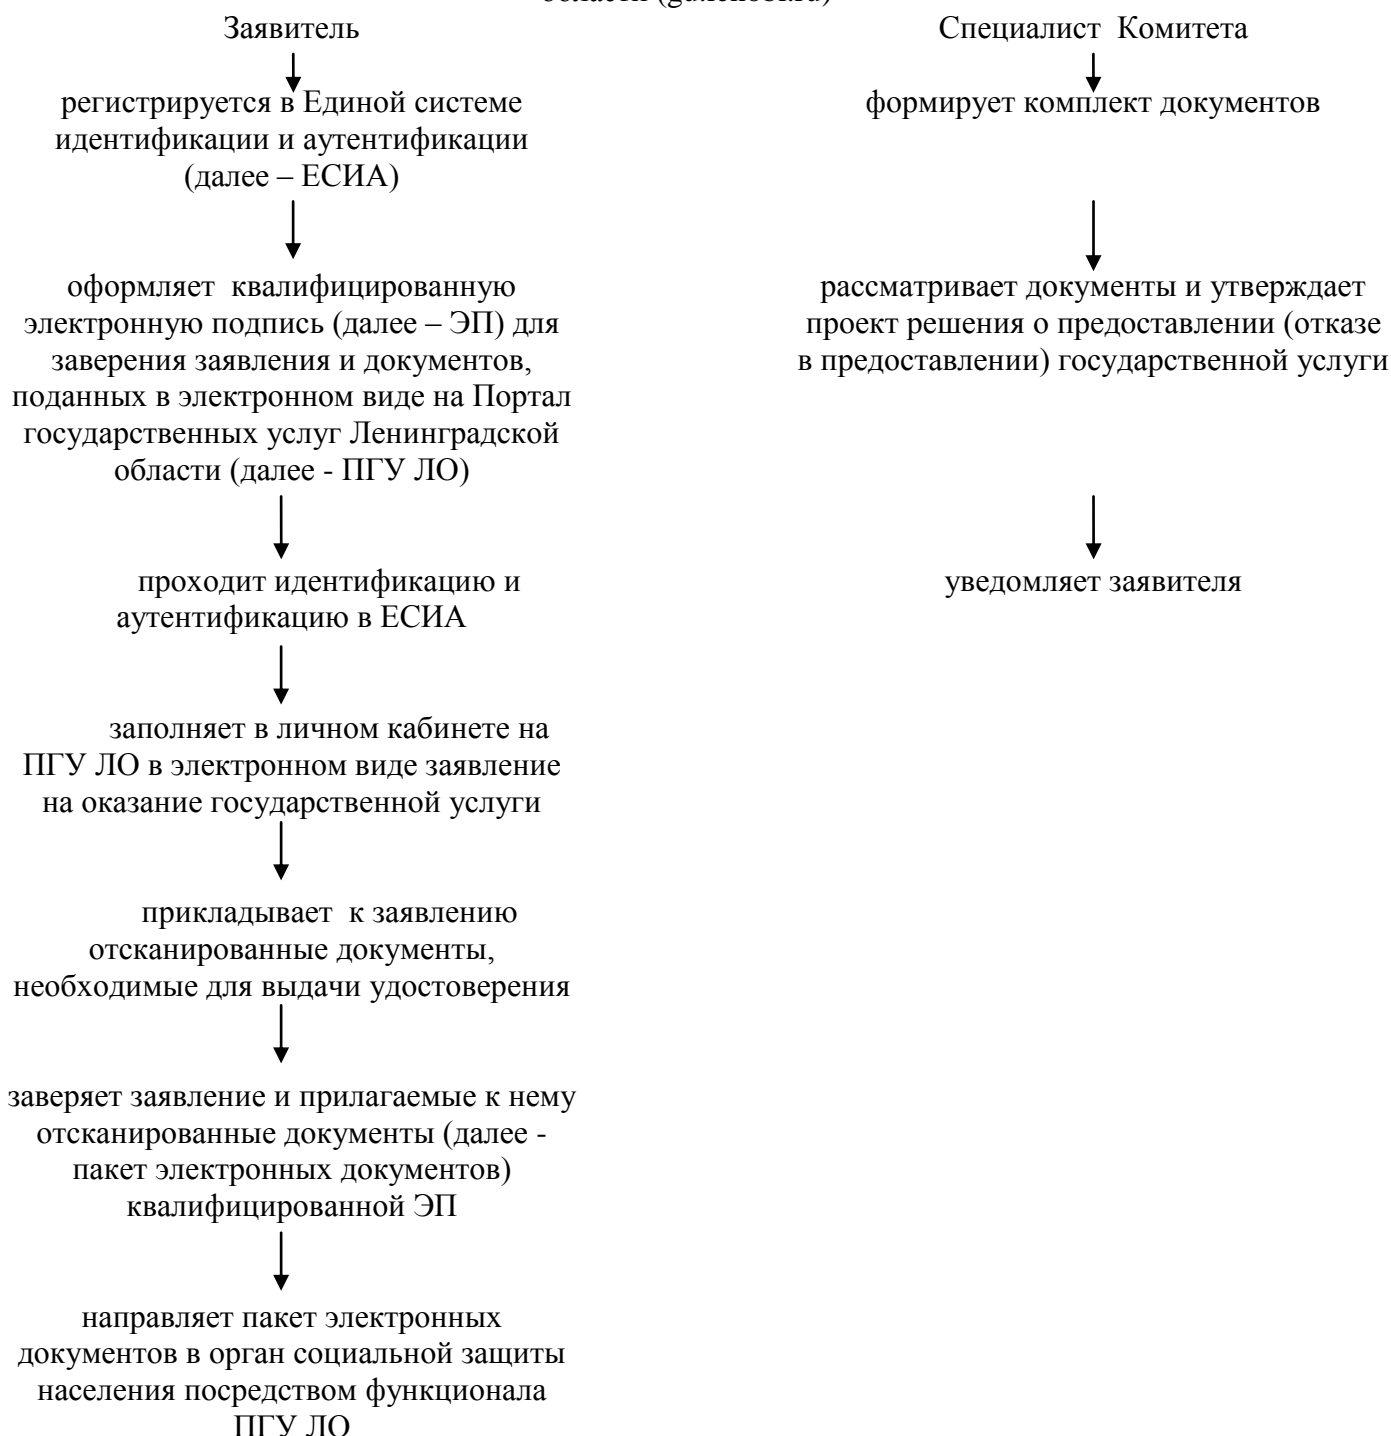 Заявитель
регистрируется в Единой системе
идентификации и аутентификации
(далее – ЕСИА)
оформляет квалифицированную
электронную подпись (далее – ЭП) для
заверения заявления и документов,
поданных в электронном виде на Портал
государственных услуг Ленинградской
области (далее - ПГУ ЛО)
проходит идентификацию и
аутентификацию в ЕСИА
заполняет в личном кабинете на
ПГУ ЛО в электронном виде заявление
на оказание государственной услуги
прикладывает к заявлению
отсканированные документы,
необходимые для выдачи удостоверения
заверяет заявление и прилагаемые к нему
отсканированные документы (далее -
пакет электронных документов)
квалифицированной ЭП
направляет пакет электронных
документов в орган социальной защиты
населения посредством функционала
ПГУ ЛО
Специалист Комитета
формирует комплект документов
рассматривает документы и утверждает
проект решения о предоставлении (отказе
в предоставлении) государственной услуги
уведомляет заявителя